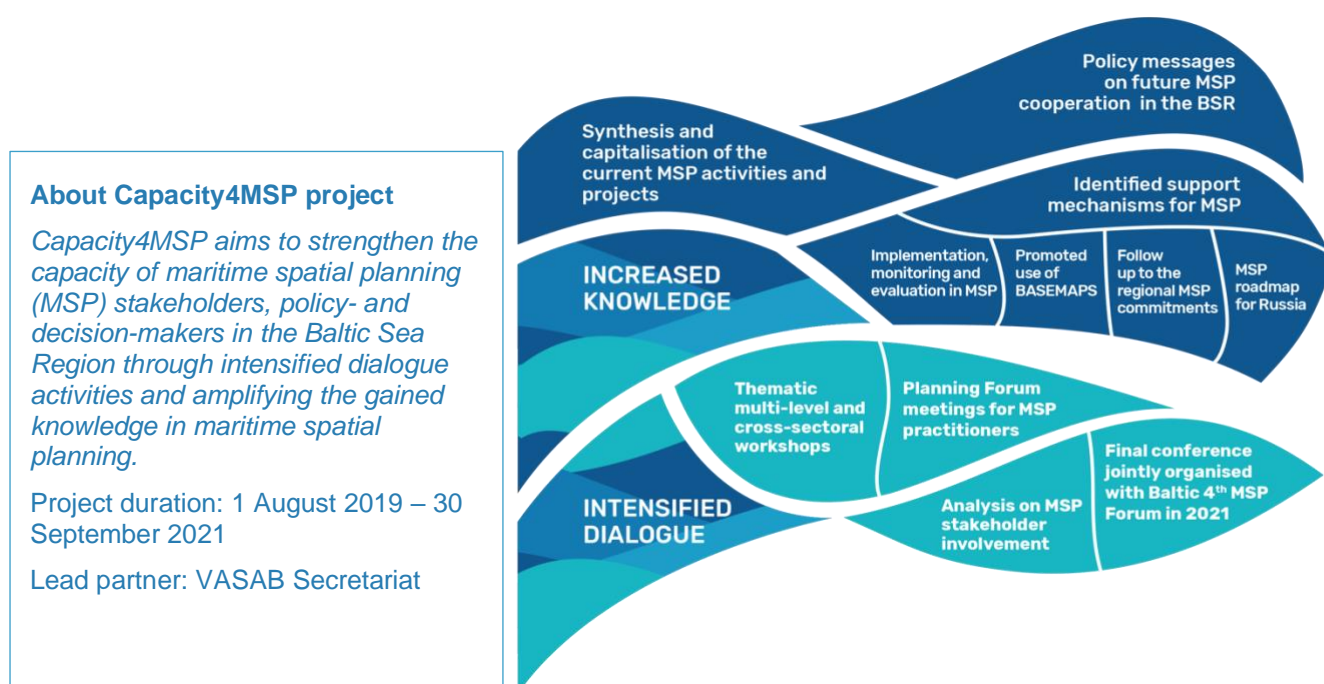 About Capacity4MSP project
Capacity4MSP aims to strengthen the
capacity of maritime spatial planning
(MSP) stakeholders, policy- and
decision-makers in the Baltic Sea
Region through intensified dialogue
activities and amplifying the gained
knowledge in maritime spatial
planning.
Project duration: 1 August 2019 – 30
September 2021
Lead partner: VASAB Secretariat
Policy messages
on future MSP
cooperation in the BSR
Synthesis and
capitalisation of the
current MSP activities and
projects
Identified support
mechanisms for MSP
INCREASED
KNOWLEDGE
Implementation,
monitoring and
evaluation in MSP
Promoted
use of
BASEMAPS
Follow
up to the
regional MSP
commitments
MSP
roadmap
for Russia
Thematic
multi-level and
cross-sectoral
workshops
Planning Forum
meetings for MSP
practitioners
INTENSIFIED
DIALOGUE
Analysis on MSP
stakeholder
involvement
Final conference
jointly organised
with Baltic 4th MSP
Forum in 2021